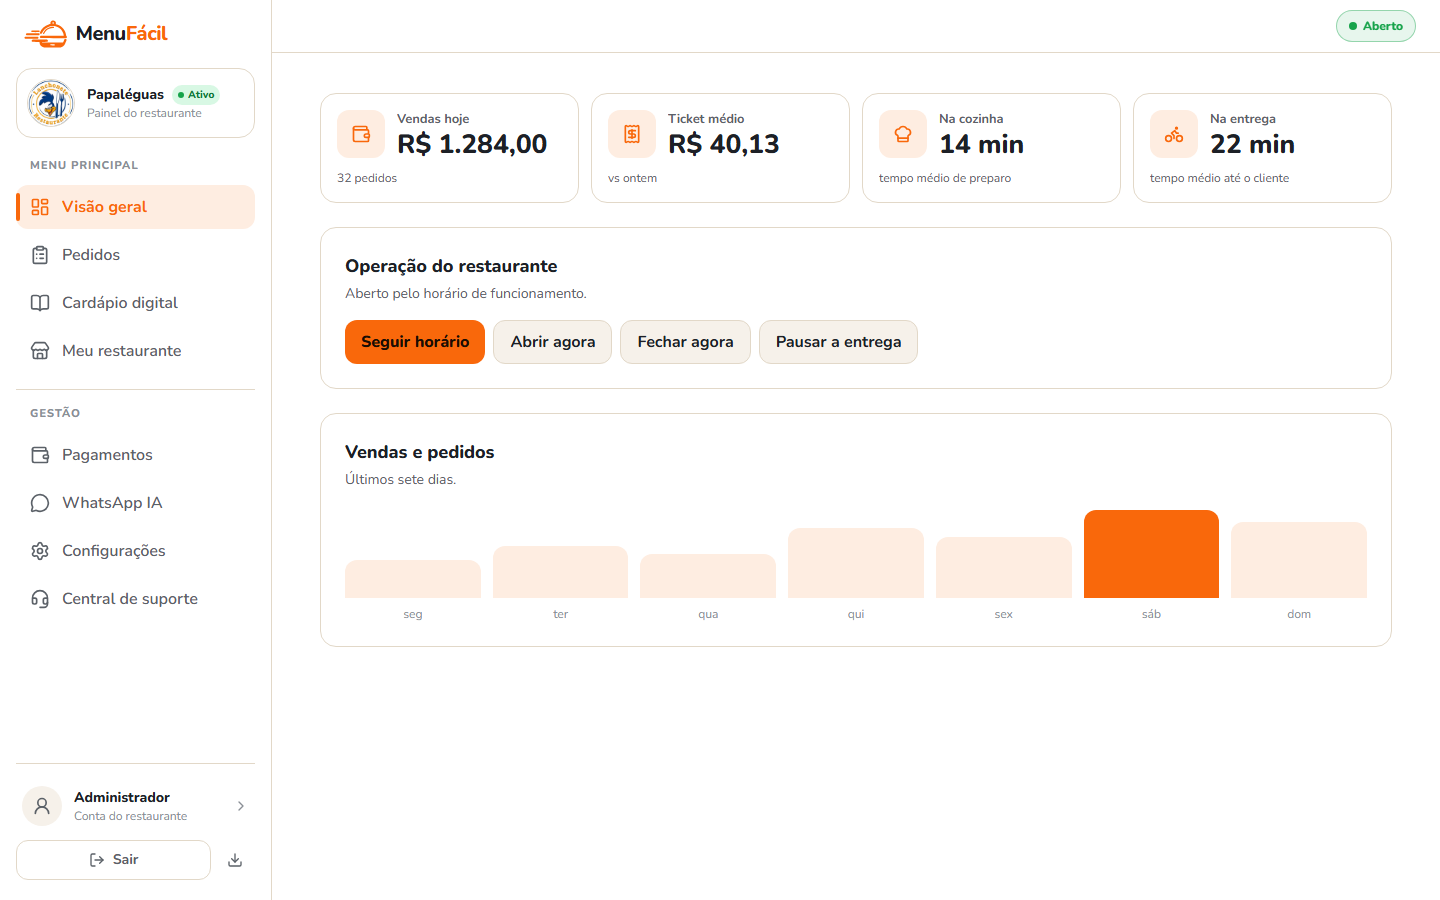 MenuFácil
Lanchonete
Restaurante
Papaléguas
Ativo
Painel do restaurante
MENU PRINCIPAL
Visão geral
Pedidos
Cardápio digital
Meu restaurante
GESTÃO
Pagamentos
WhatsApp IA
Configurações
Central de suporte
Administrador
Conta do restaurante
Sair
Aberto
Vendas hoje
R$ 1.284,00
32 pedidos
Ticket médio
R$ 40,13
vs ontem
Na cozinha
14 min
tempo médio de preparo
Na entrega
22 min
tempo médio até o cliente
Operação do restaurante
Aberto pelo horário de funcionamento.
Seguir horário
Abrir agora
Fechar agora
Pausar a entrega
Vendas e pedidos
Últimos sete dias.
seg ter qua qui sex sáb dom